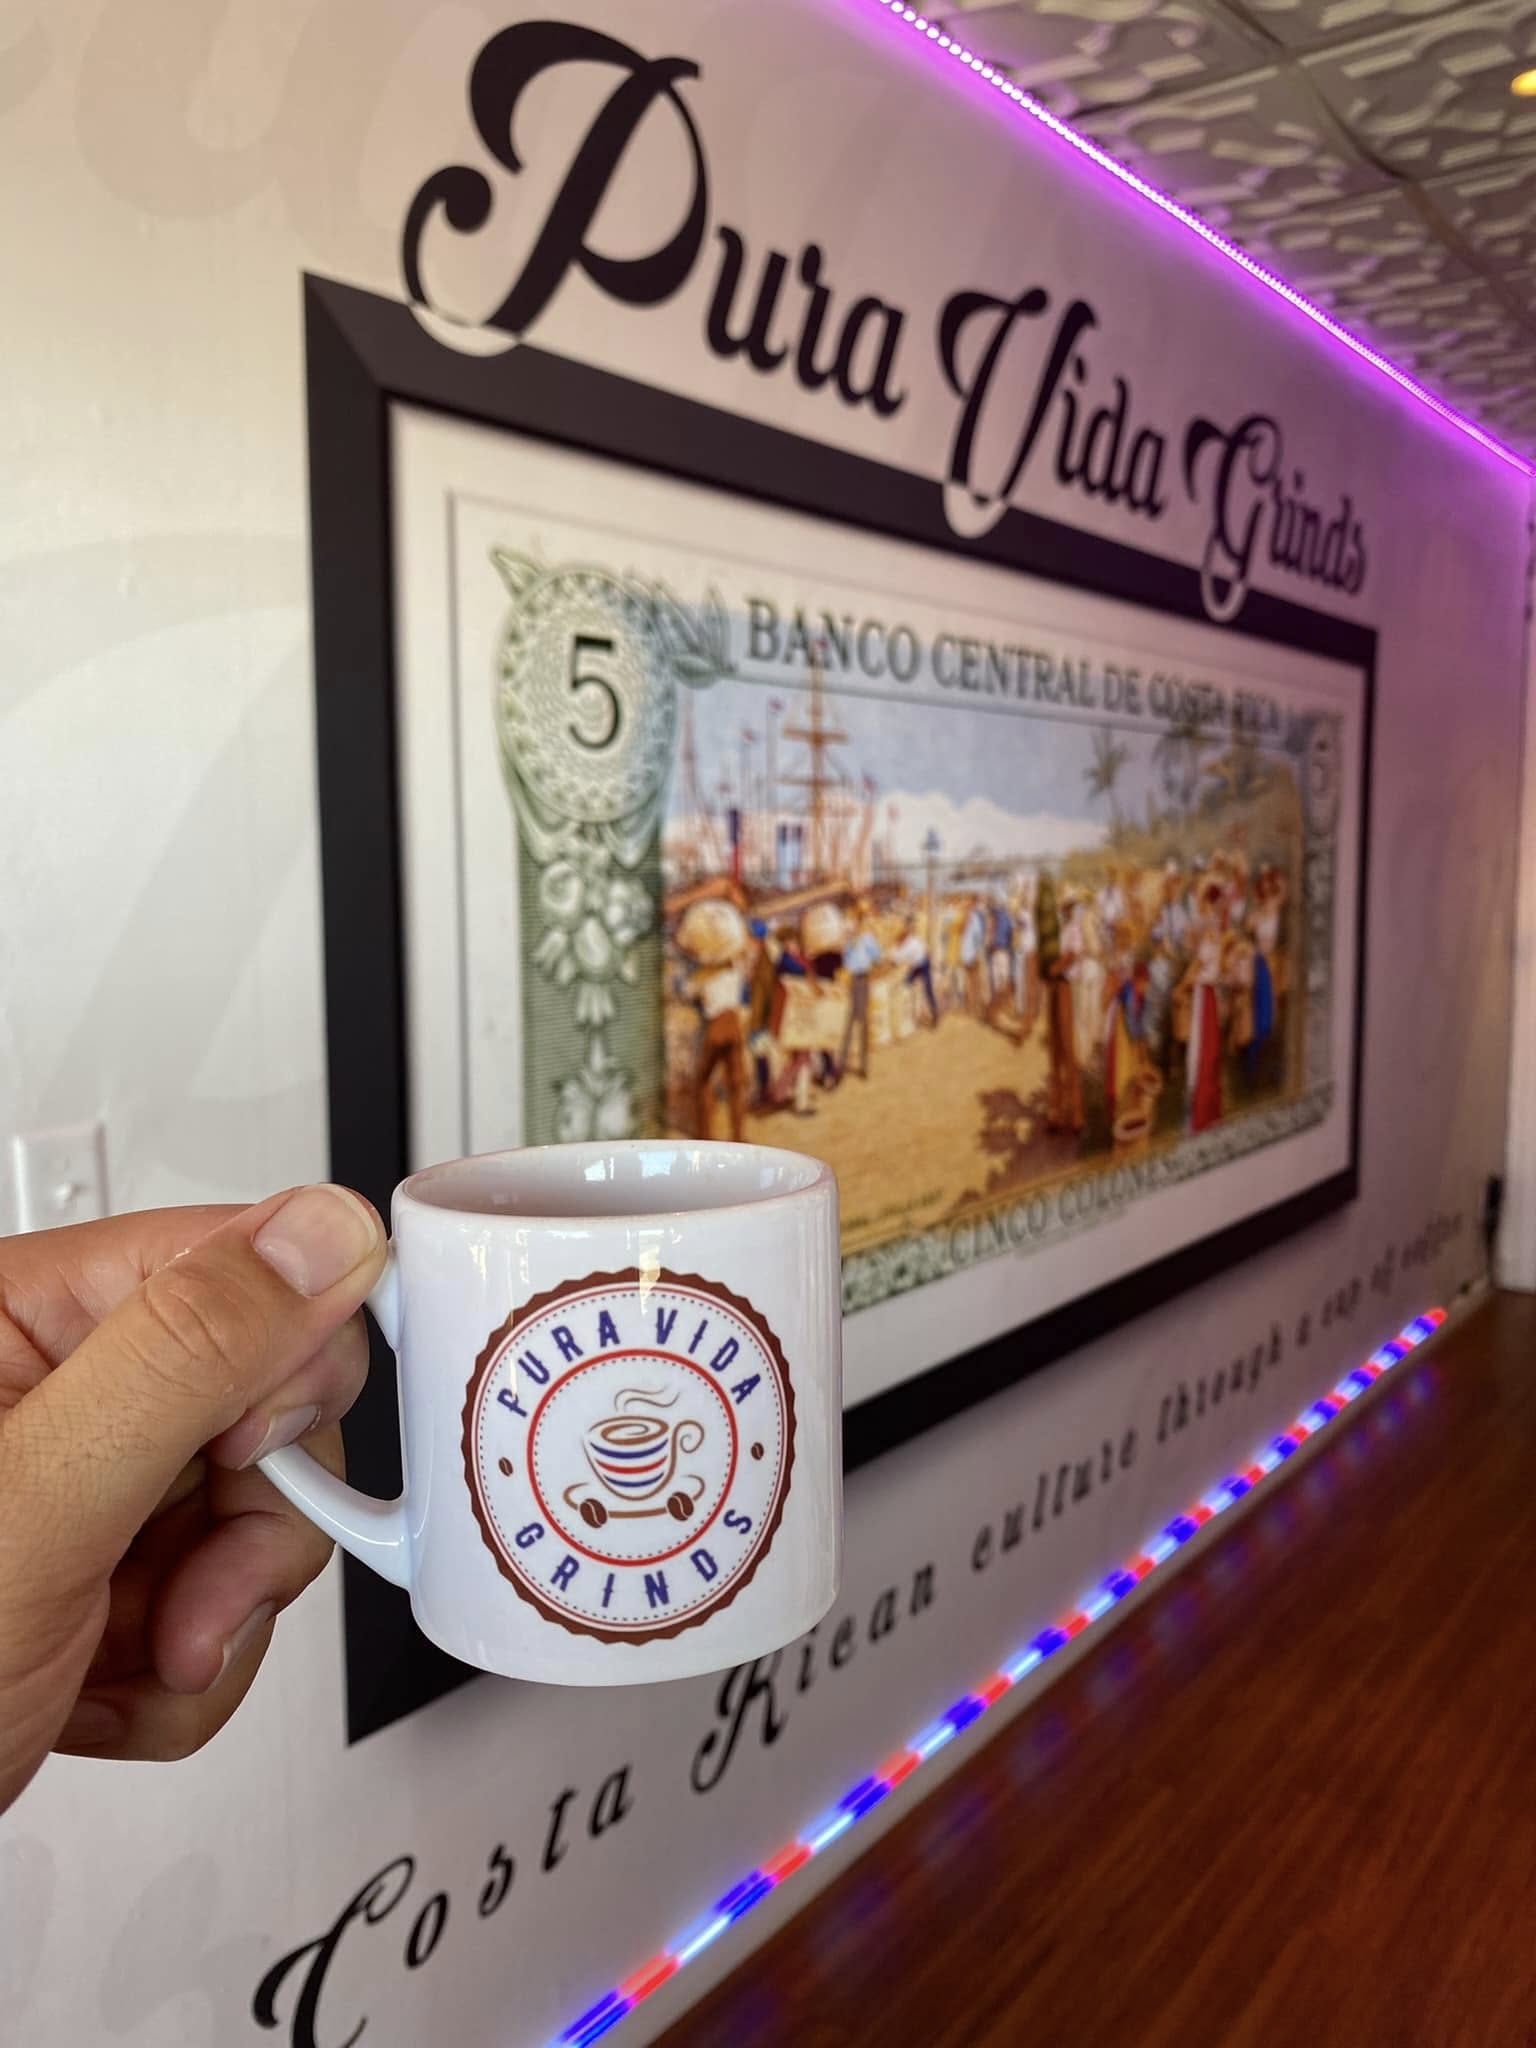 Pura Vida Grinds
5
BANCO CENTRAL DE COSTA RICA
5
CINCO COLONES
PURA VIDA
GRINDS
Costa Rican culture through a cup of coffee